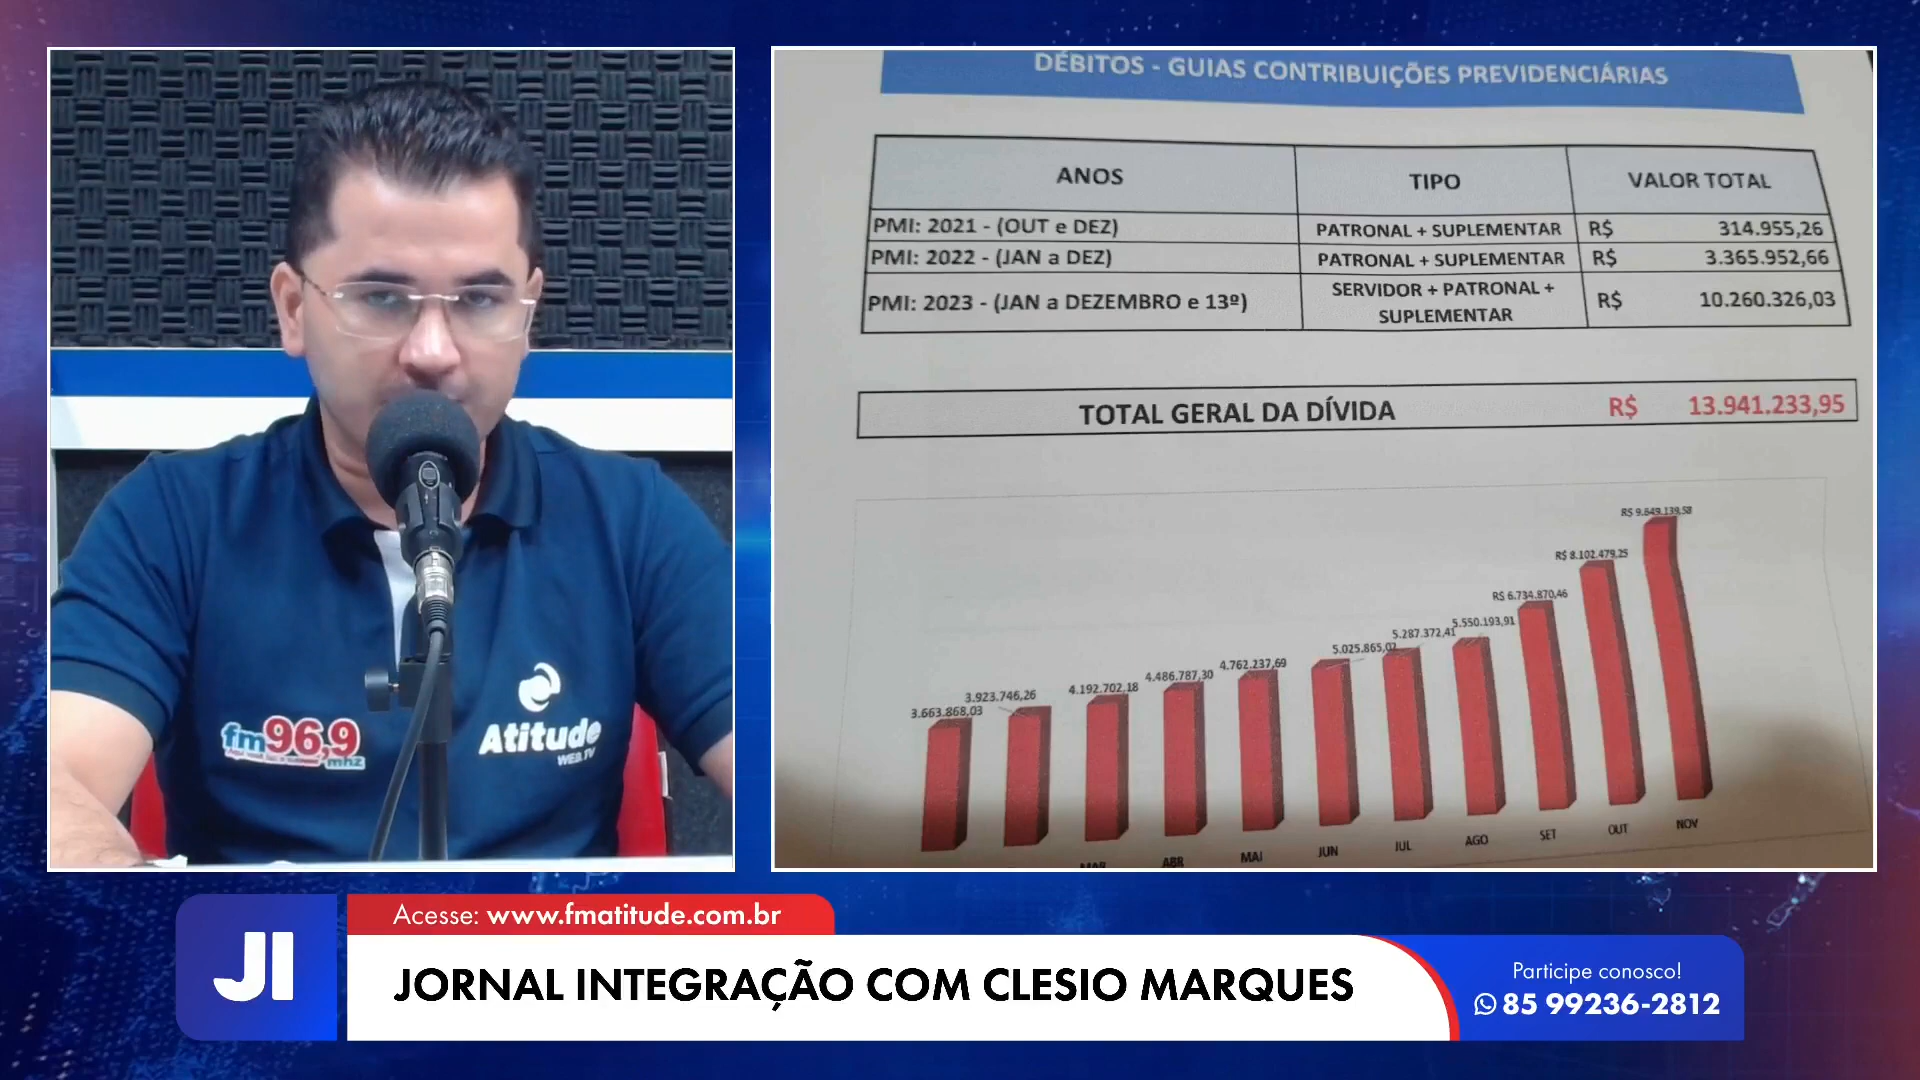 DÉBITOS - GUIAS CONTRIBUIÇÕES PREVIDENCIÁRIAS
ANOS TIPO VALOR TOTAL
PMI: 2021 - (OUT e DEZ) PATRONAL + SUPLEMENTAR R$ 314.955,26
PMI: 2022 - (JAN a DEZ) PATRONAL + SUPLEMENTAR R$ 3.365.952,66
PMI: 2023 - (JAN a DEZEMBRO e 13º) SERVIDOR + PATRONAL +
SUPLEMENTAR
R$ 10.260.326,03
TOTAL GERAL DA DÍVIDA R$ 13.941.233,95
3.663.868,03
3.923.746,26
4.192.702,18
4.486.787,30
4.762.237,69
5.025.865,02
5.287.372,41
5.550.193,91
R$ 6.734.870,46
R$ 8.102.479,25
R$ 9.849.139,58
MAR ABR MAI JUN JUL AGO SET OUT NOV
fm96,9
mhz
Atitude
WEB TV
JI
Acesse: www.fmatitude.com.br
JORNAL INTEGRAÇÃO COM CLESIO MARQUES
Participe conosco!
85 99236-2812